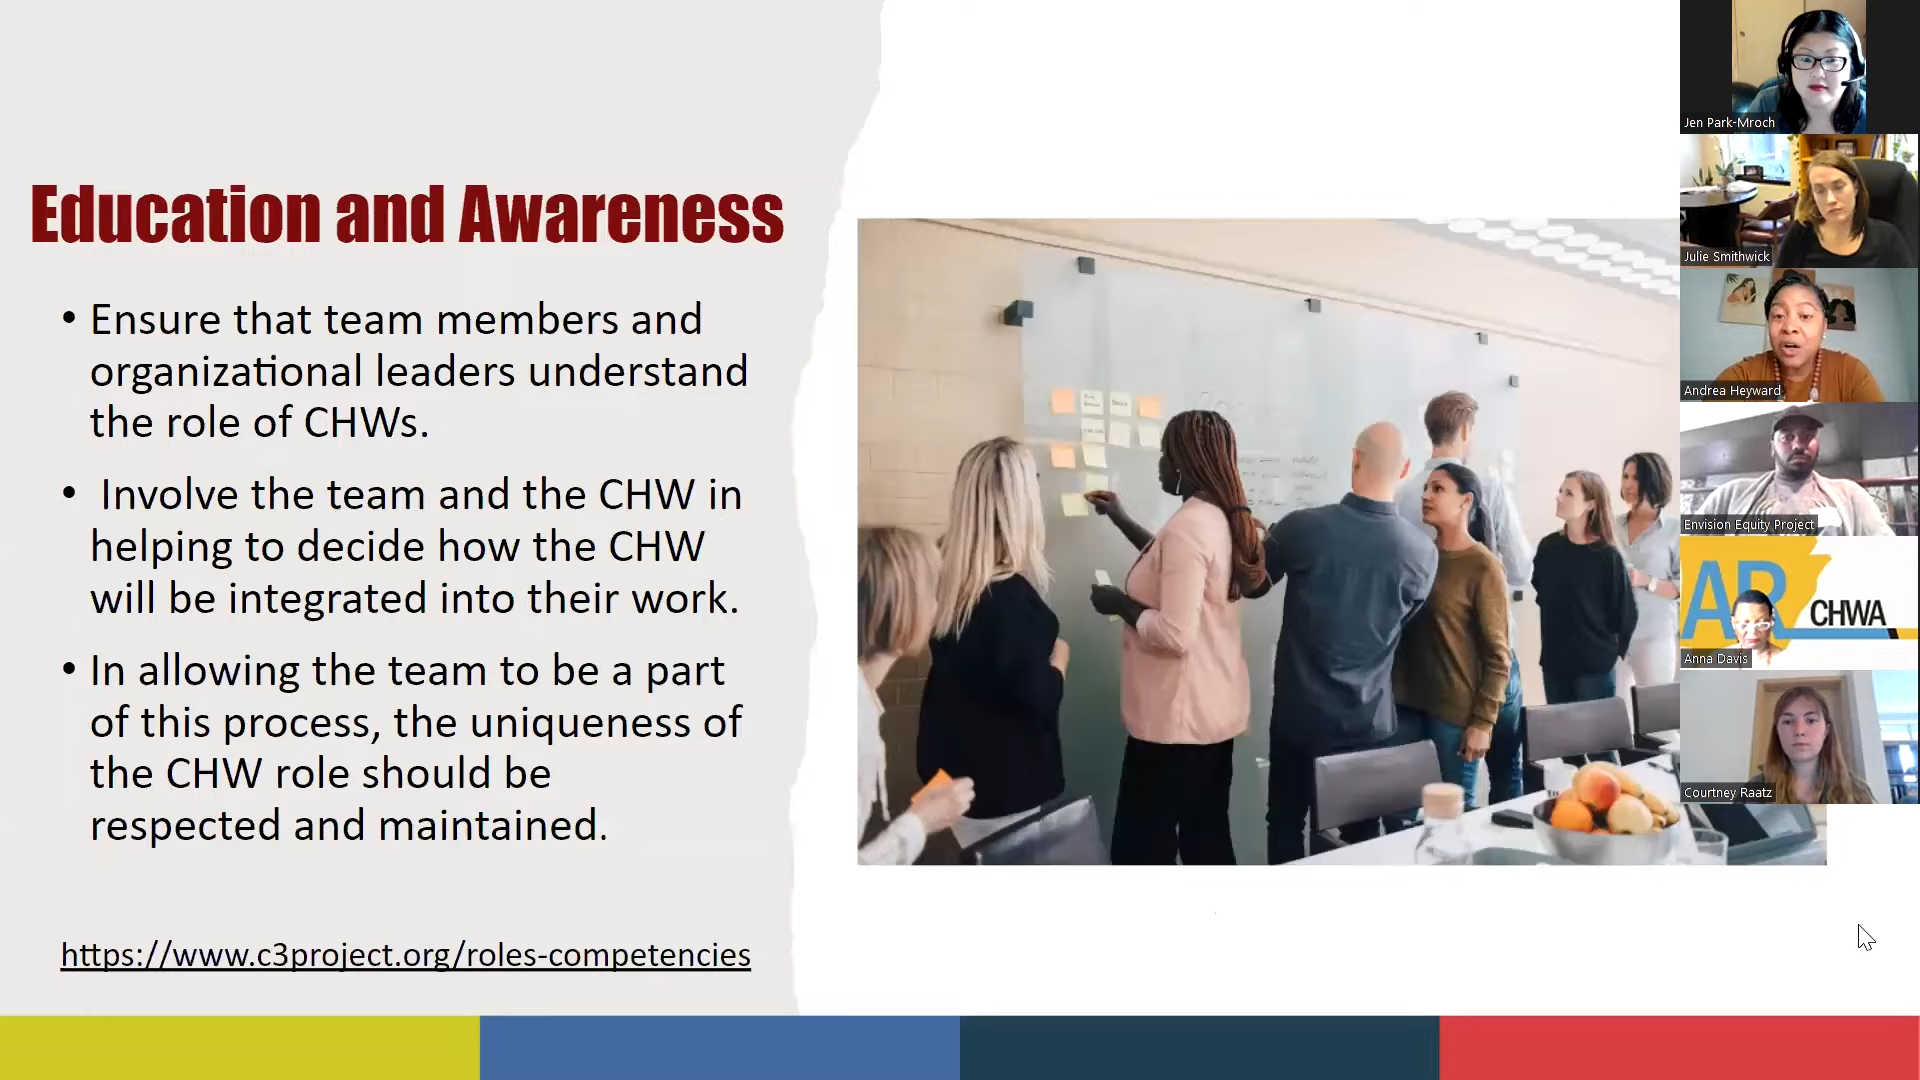 Education and Awareness
• Ensure that team members and
organizational leaders understand
the role of CHWs.
• Involve the team and the CHW in
helping to decide how the CHW
will be integrated into their work.
• In allowing the team to be a part
of this process, the uniqueness of
the CHW role should be
respected and maintained.
https://www.c3project.org/roles-competencies
Jen Park-Mroch
Julie Smithwick
Andrea Heyward
Envision Equity Project
AR
CHWA
Anna Davis
Courtney Raatz